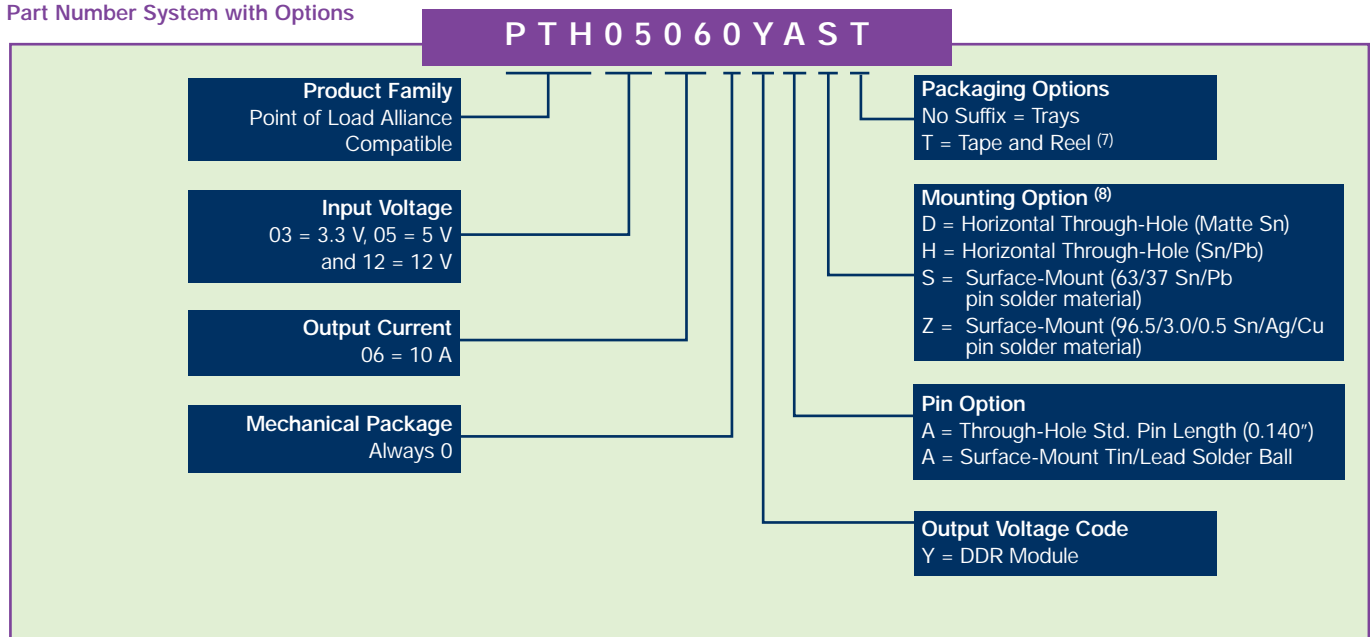 Part Number System with Options
PTH05060YAST
Product Family
Point of Load Alliance
Compatible
Input Voltage
03 = 3.3 V, 05 = 5 V
and 12 = 12 V
Output Current
06 = 10 A
Mechanical Package
Always 0
Packaging Options
No Suffix = Trays
T = Tape and Reel (7)
Mounting Option (8)
D = Horizontal Through-Hole (Matte Sn)
H = Horizontal Through-Hole (Sn/Pb)
S = Surface-Mount (63/37 Sn/Pb
pin solder material)
Z = Surface-Mount (96.5/3.0/0.5 Sn/Ag/Cu
pin solder material)
Pin Option
A = Through-Hole Std. Pin Length (0.140″)
A = Surface-Mount Tin/Lead Solder Ball
Output Voltage Code
Y = DDR Module